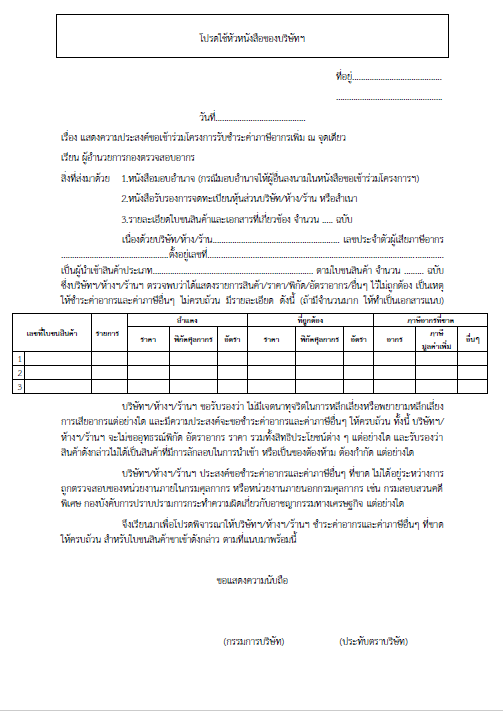 โปรดใช้หัวหนังสือของบริษัทฯ
ที่อยู่..........................................
..................................................
วันที่..........................................
เรื่อง แสดงความประสงค์ขอเข้าร่วมโครงการรับชำระค่าภาษีอากรเพิ่ม ณ จุดเดียว
เรียน ผู้อำนวยการกองตรวจสอบอากร
สิ่งที่ส่งมาด้วย 1.หนังสือมอบอำนาจ (กรณีมอบอำนาจให้ผู้อื่นลงนามในหนังสือขอเข้าร่วมโครงการฯ)
2.หนังสือรับรองการจดทะเบียนหุ้นส่วนบริษัท/ห้าง/ร้าน หรือสำเนา
3.รายละเอียดใบขนสินค้าและเอกสารที่เกี่ยวข้อง จำนวน ..... ฉบับ
เนื่องด้วยบริษัท/ห้าง/ร้าน............................................................ เลขประจำตัวผู้เสียภาษีอากร
..................................................ตั้งอยู่เลขที่....................................................................................................
เป็นผู้นำเข้าสินค้าประเภท............................................................................ ตามใบขนสินค้า จำนวน .......... ฉบับ
ซึ่งบริษัทฯ/ห้างฯ/ร้านฯ ตรวจพบว่าได้แสดงรายการสินค้า/ราคา/พิกัด/อัตราอากร/อื่นๆ ไว้ไม่ถูกต้อง เป็นเหตุ
ให้ชำระค่าอากรและค่าภาษีอื่นๆ ไม่ครบถ้วน มีรายละเอียด ดังนี้ (ถ้ามีจำนวนมาก ให้ทำเป็นเอกสารแนบ)
เลขที่ใบขนสินค้า รายการ สำแดง ที่ถูกต้อง ภาษีอากรที่ขาด
ราคา พิกัดศุลกากร อัตรา ราคา พิกัดศุลกากร อัตรา อากร ภาษี มูลค่าเพิ่ม อื่นๆ
1
2
3
บริษัทฯ/ห้างฯ/ร้านฯ ขอรับรองว่า ไม่มีเจตนาทุจริตในการหลีกเลี่ยงหรือพยายามหลีกเลี่ยง
การเสียอากรแต่อย่างใด และมีความประสงค์จะขอชำระค่าอากรและค่าภาษีอื่นๆ ให้ครบถ้วน ทั้งนี้ บริษัทฯ/
ห้างฯ/ร้านฯ จะไม่ขออุทธรณ์พิกัด อัตราอากร ราคา รวมทั้งสิทธิประโยชน์ต่าง ๆ แต่อย่างใด และรับรองว่า
สินค้าดังกล่าวไม่ได้เป็นสินค้าที่มีการลักลอบในการนำเข้า หรือเป็นของต้องห้าม ต้องกำกัด แต่อย่างใด
บริษัทฯ/ห้างฯ/ร้านฯ ประสงค์ขอชำระค่าอากรและค่าภาษีอื่นๆ ที่ขาด ไม่ได้อยู่ระหว่างการ
ถูกตรวจสอบของหน่วยงานภายในกรมศุลกากร หรือหน่วยงานภายนอกกรมศุลกากร เช่น กรมสอบสวนคดี
พิเศษ กองบังคับการปราบปรามการกระทำความผิดเกี่ยวกับอาชญากรรมทางเศรษฐกิจ แต่อย่างใด
จึงเรียนมาเพื่อโปรดพิจารณาให้บริษัทฯ/ห้างฯ/ร้านฯ ชำระค่าอากรและค่าภาษีอื่นๆ ที่ขาด
ให้ครบถ้วน สำหรับใบขนสินค้าขาเข้าดังกล่าว ตามที่แนบมาพร้อมนี้
ขอแสดงความนับถือ
(กรรมการบริษัท) (ประทับตราบริษัท)